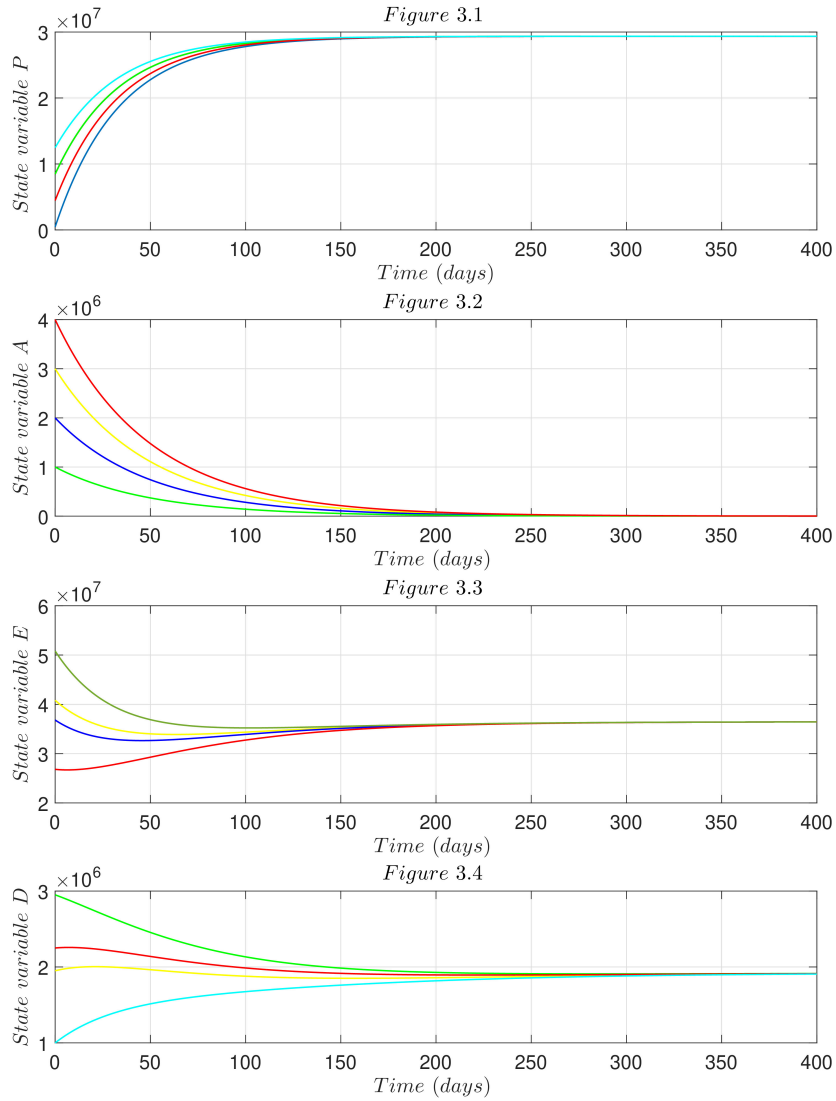 Figure 3.1
×10^7
3
2
1
0
State variable P
0 50 100 150 200 250 300 350 400
Time (days)
Figure 3.2
×10^6
4
3
2
1
0
State variable A
0 50 100 150 200 250 300 350 400
Time (days)
Figure 3.3
×10^7
6
5
4
3
2
State variable E
0 50 100 150 200 250 300 350 400
Time (days)
Figure 3.4
×10^6
3
2
1
State variable D
0 50 100 150 200 250 300 350 400
Time (days)